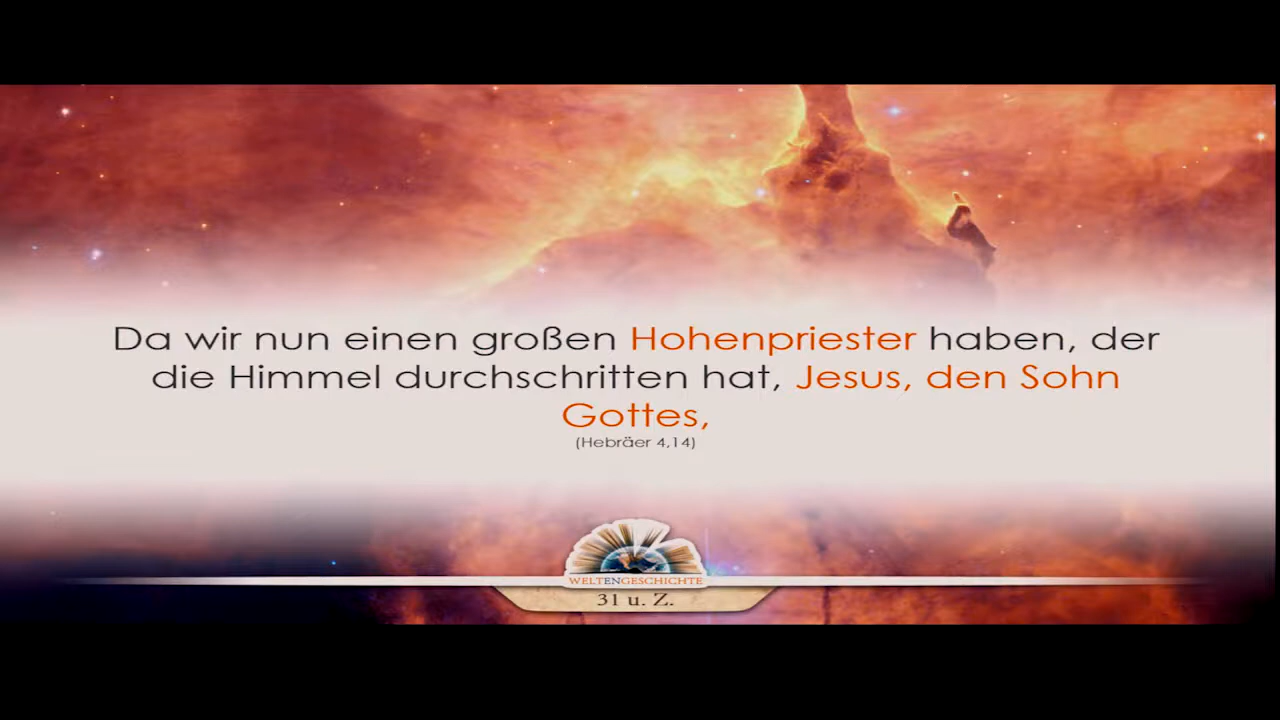 Da wir nun einen großen Hohenpriester haben, der
die Himmel durchschritten hat, Jesus, den Sohn
Gottes,
(Hebräer 4,14)
WELTENGESCHICHTE
31 u. Z.